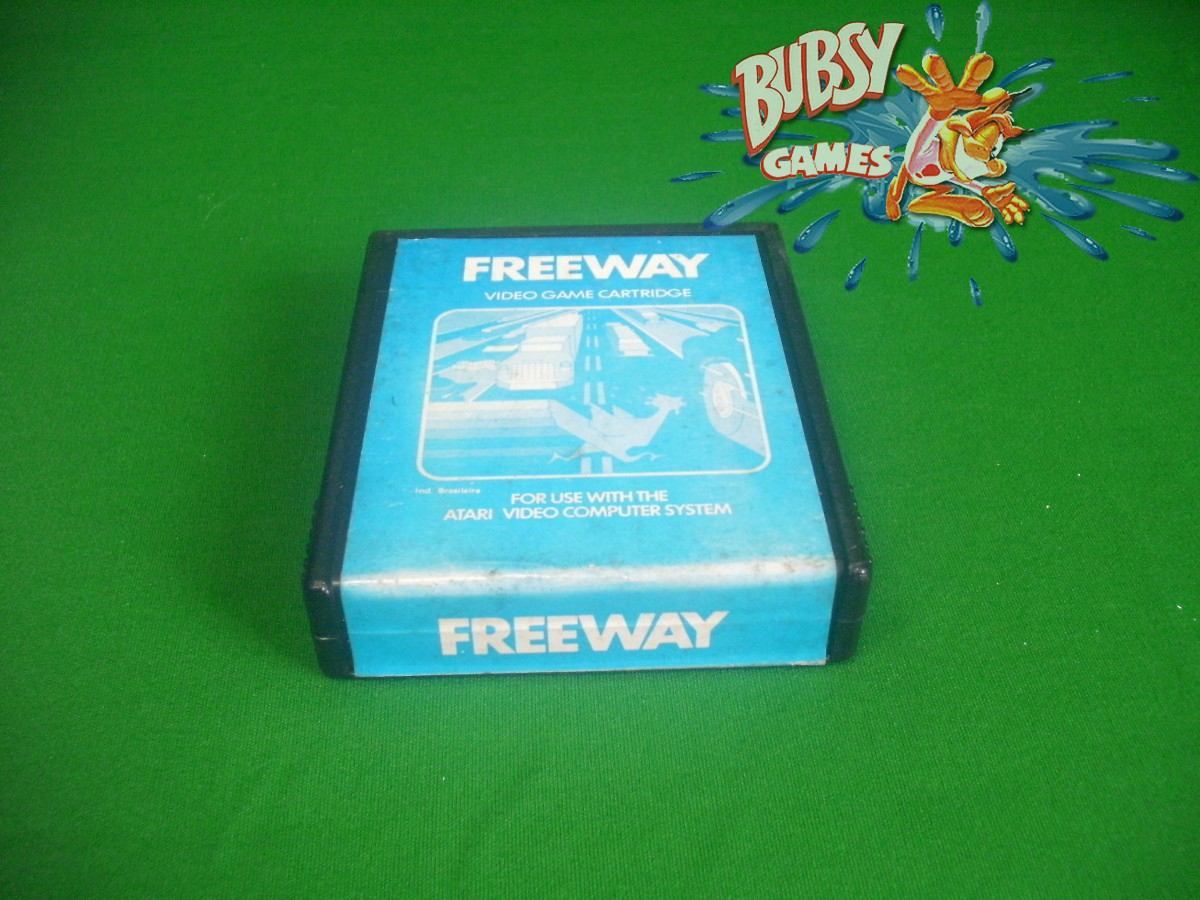 BUBSY
GAMES
FREEWAY
VIDEO GAME CARTRIDGE
Ind. Brasileira
FOR USE WITH THE
ATARI VIDEO COMPUTER SYSTEM
FREEWAY